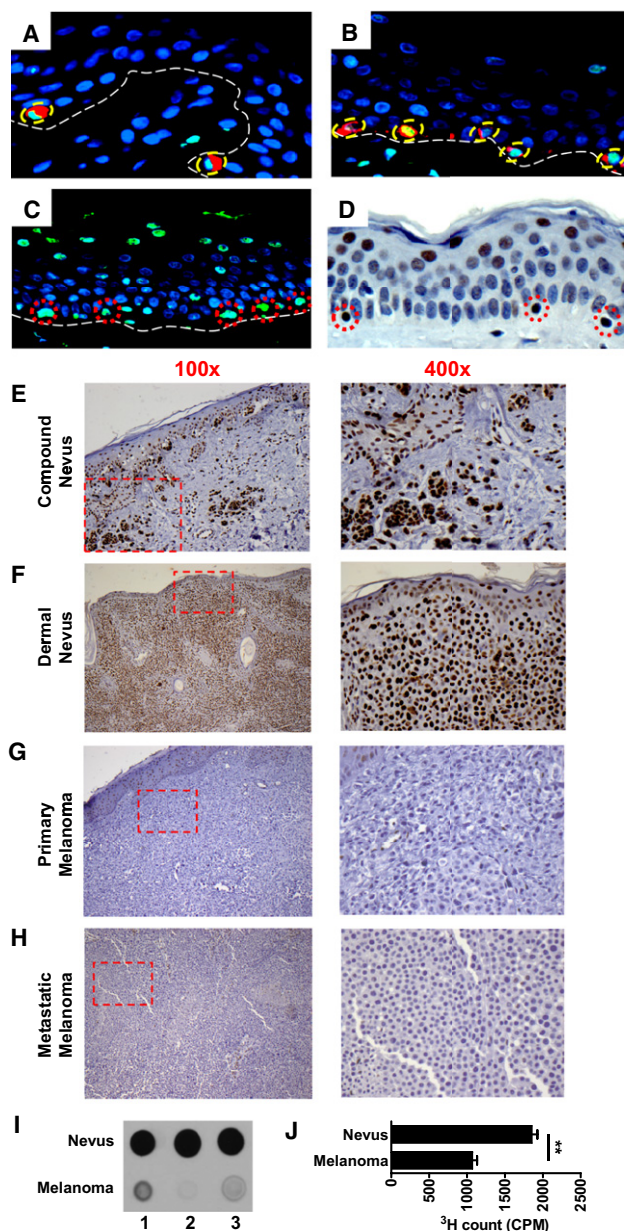 A
B
C
D
100x 400x
E
Compound
Nevus
F
Dermal
Nevus
G
Primary
Melanoma
H
Metastatic
Melanoma
I
Nevus
Melanoma
1 2 3
J
Nevus
Melanoma
**
0 500 1000 1500 2000 2500
³H count (CPM)